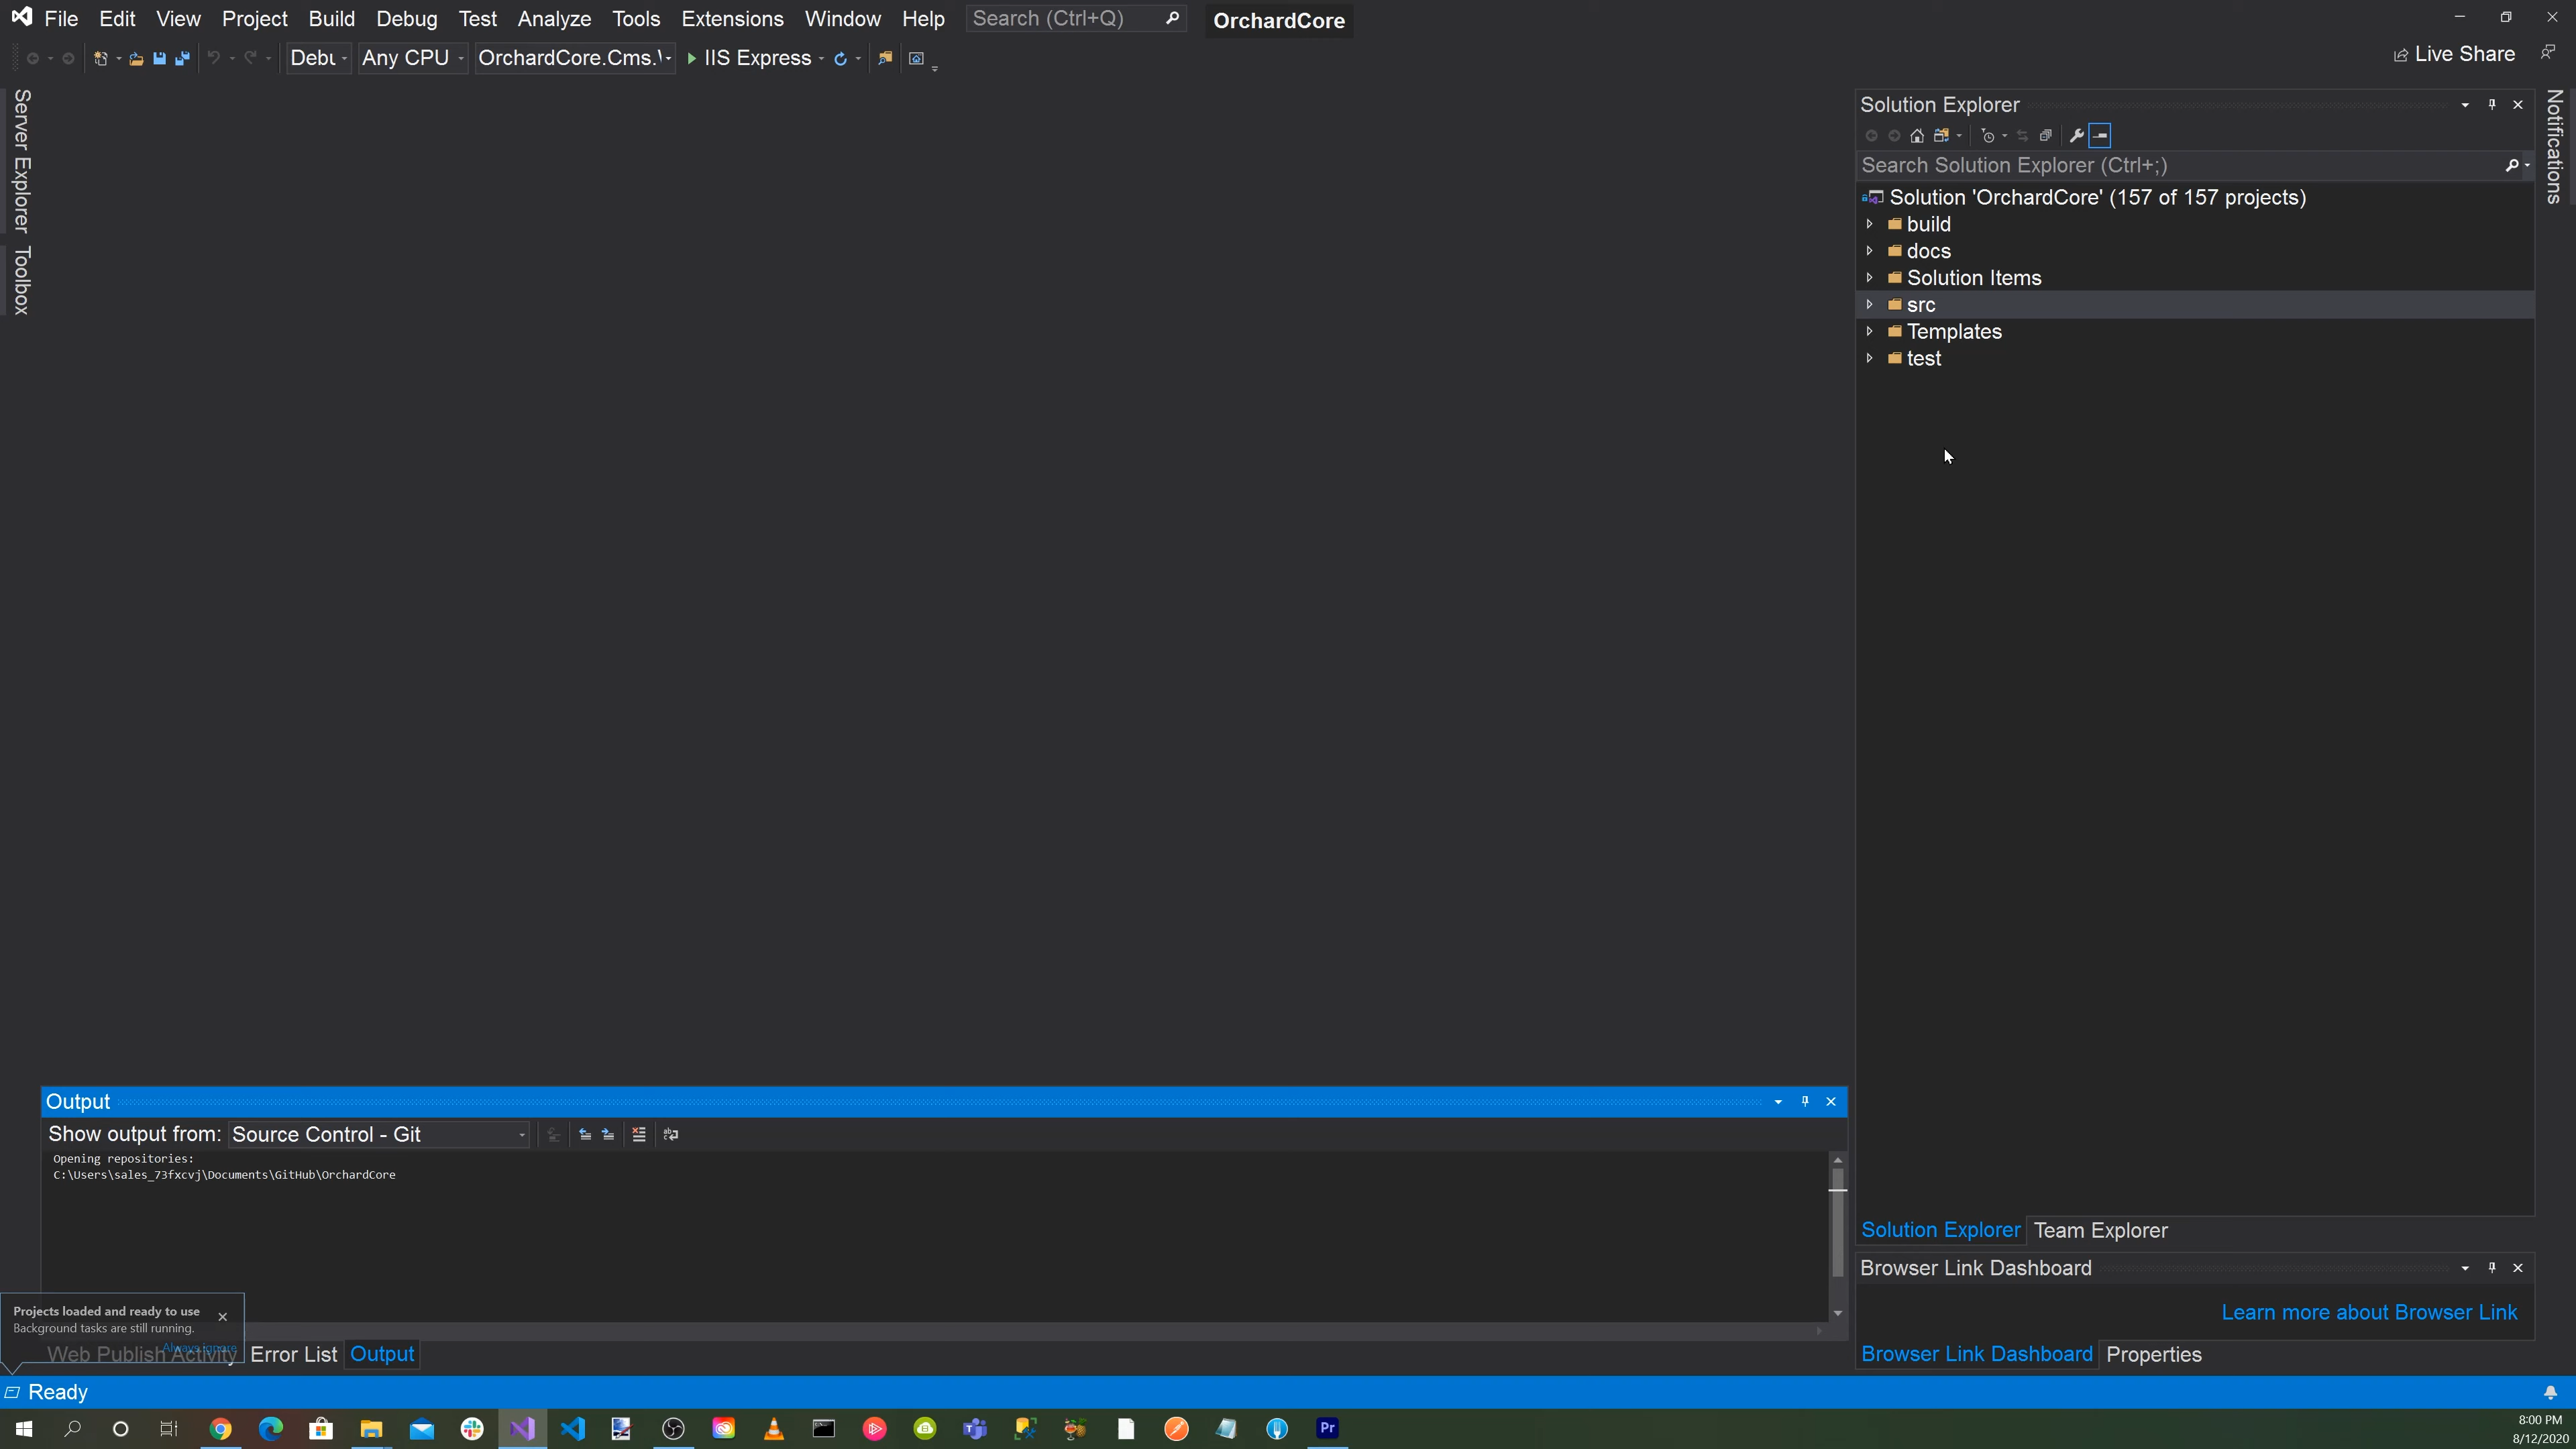 File Edit View Project Build Debug Test Analyze Tools Extensions Window Help Search (Ctrl+Q) OrchardCore
Debu Any CPU OrchardCore.Cms. IIS Express Live Share
Server Explorer
Toolbox
Solution Explorer
Search Solution Explorer (Ctrl+;)
Solution 'OrchardCore' (157 of 157 projects)
build
docs
Solution Items
src
Templates
test
Notifications
Output
Show output from: Source Control - Git
Opening repositories:
C:\Users\sales_73fxcvj\Documents\GitHub\OrchardCore
Solution Explorer Team Explorer
Browser Link Dashboard
Learn more about Browser Link
Browser Link Dashboard Properties
Projects loaded and ready to use
Background tasks are still running.
Always ignore
Web Publish Activity Error List Output
Ready
Pr
8:00 PM
8/12/2020